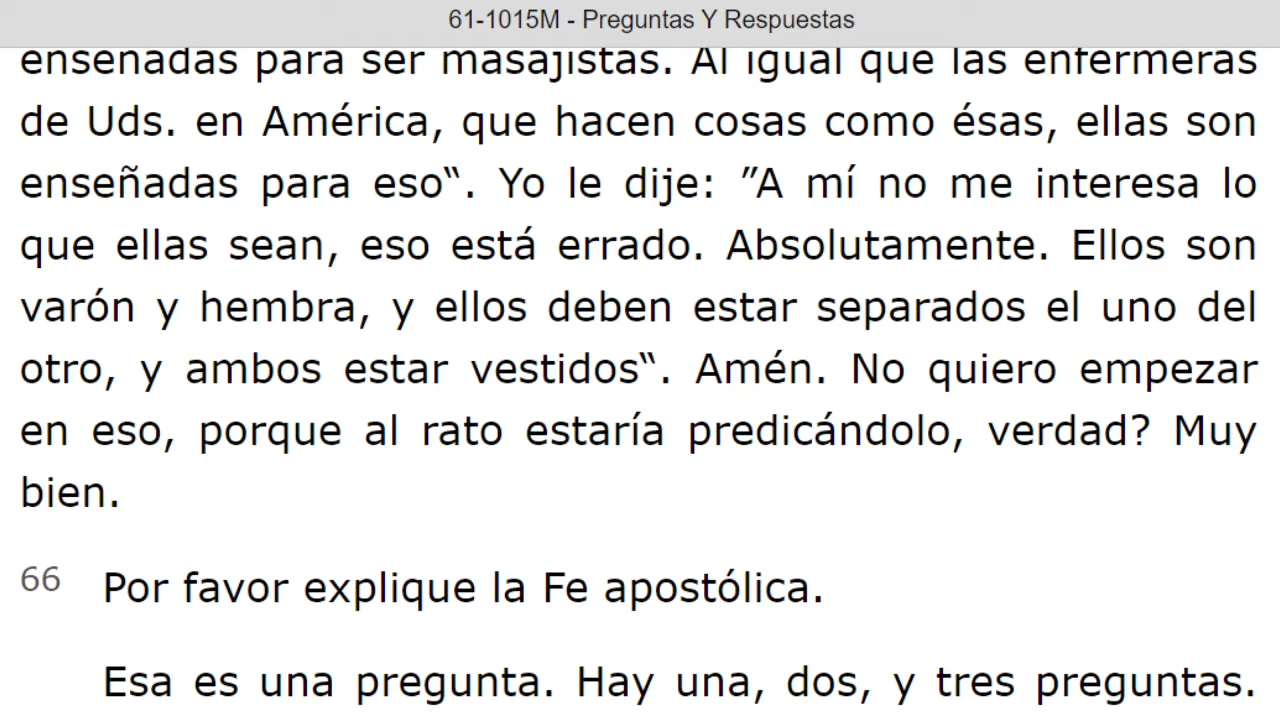 61-1015M - Preguntas Y Respuestas
enseñadas para ser masajistas. Al igual que las enfermeras
de Uds. en América, que hacen cosas como ésas, ellas son
enseñadas para eso‟. Yo le dije: ”A mí no me interesa lo
que ellas sean, eso está errado. Absolutamente. Ellos son
varón y hembra, y ellos deben estar separados el uno del
otro, y ambos estar vestidos‟. Amén. No quiero empezar
en eso, porque al rato estaría predicándolo, verdad? Muy
bien.
66 Por favor explique la Fe apostólica.
Esa es una pregunta. Hay una, dos, y tres preguntas.